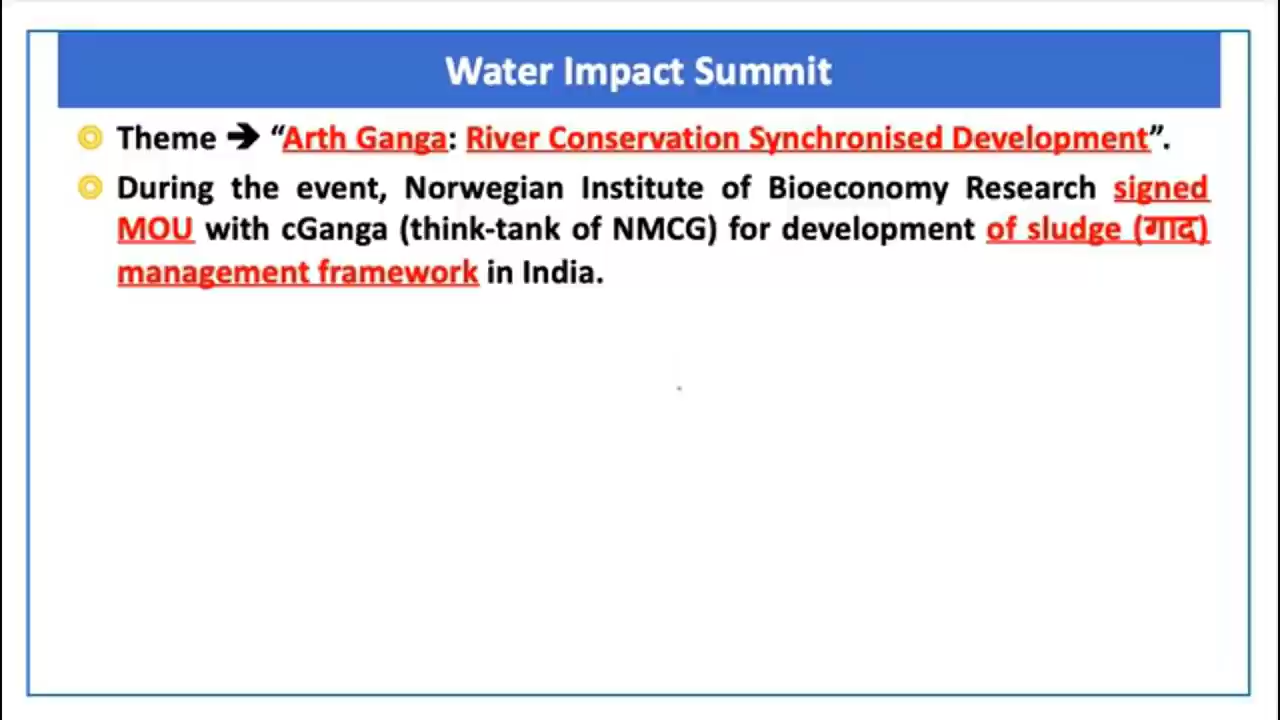 Water Impact Summit
Theme ➔ “Arth Ganga: River Conservation Synchronised Development”.
During the event, Norwegian Institute of Bioeconomy Research signed
MOU with cGanga (think-tank of NMCG) for development of sludge (गाद)
management framework in India.